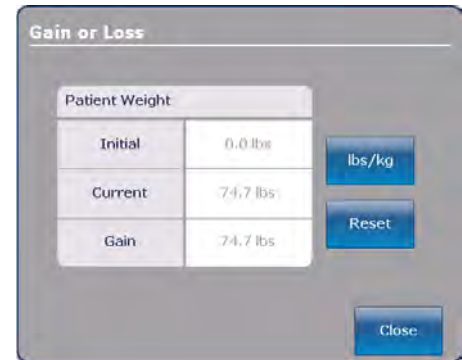 Gain or Loss
Patient Weight
Initial 0.0 lbs
lbs/kg
Current 74.7 lbs
Reset
Gain 74.7 lbs
Close